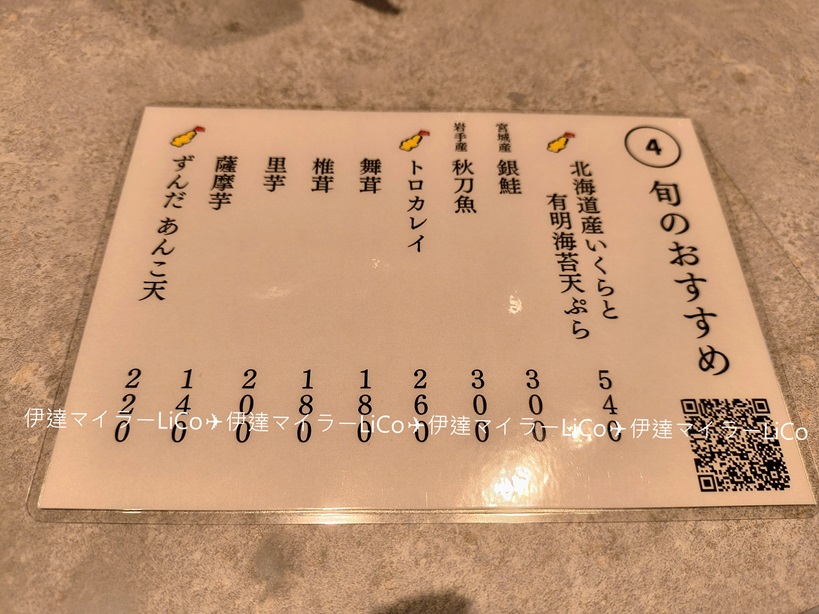 ④ 旬のおすすめ
北海道産いくらと
有明海苔天ぷら
540
宮城産
銀鮭
300
岩手産
秋刀魚
300
トロカレイ
260
舞茸
180
椎茸
180
里芋
200
薩摩芋
140
ずんだ あんこ天
220
伊達マイラーLiCo✈伊達マイラーLiCo✈伊達マイラーLiCo✈伊達マイラーLiCo